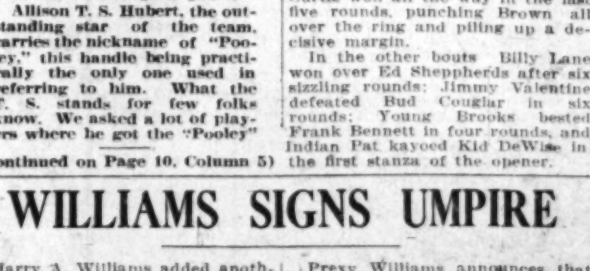 Allison T. S. Hubert, the out-
standing star of the team,
carries the nickname of "Poo-
ley," this handle being practi-
cally the only one used in
referring to him. What the
T. S. stands for few folks
know. We asked a lot of play-
ers where he got the "Pooley"
(Continued on Page 10, Column 5)
five rounds, punching Brown all
over the ring and piling up a de-
cisive margin.
In the other bouts Billy Lane
won over Ed Sheppherds after six
sizzling rounds; Jimmy Valentine
defeated Bud Couglar in six
rounds; Young Brooks bested
Frank Bennett in four rounds, and
Indian Pat kayoed Kid DeWise in
the first stanza of the opener.
WILLIAMS SIGNS UMPIRE
Harry A. Williams added anoth-
Prexy Williams announces that